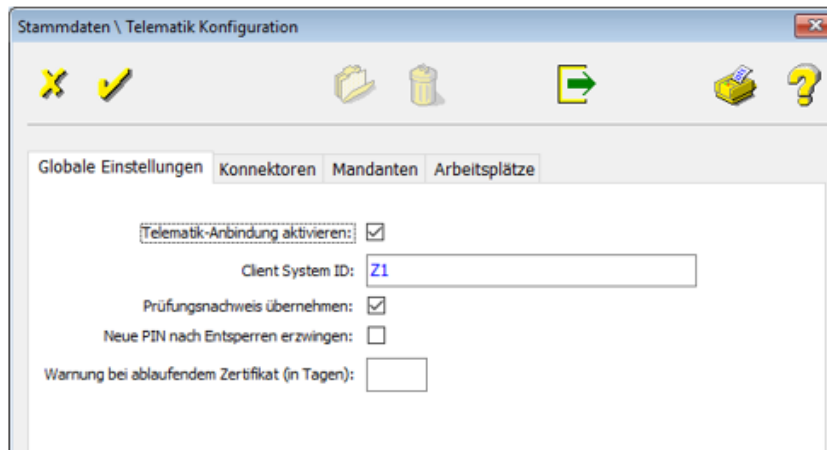 Stammdaten \ Telematik Konfiguration
Globale Einstellungen Konnektoren Mandanten Arbeitsplätze
Telematik-Anbindung aktivieren:
Client System ID: Z1
Prüfungsnachweis übernehmen:
Neue PIN nach Entsperren erzwingen:
Warnung bei ablaufendem Zertifikat (in Tagen):